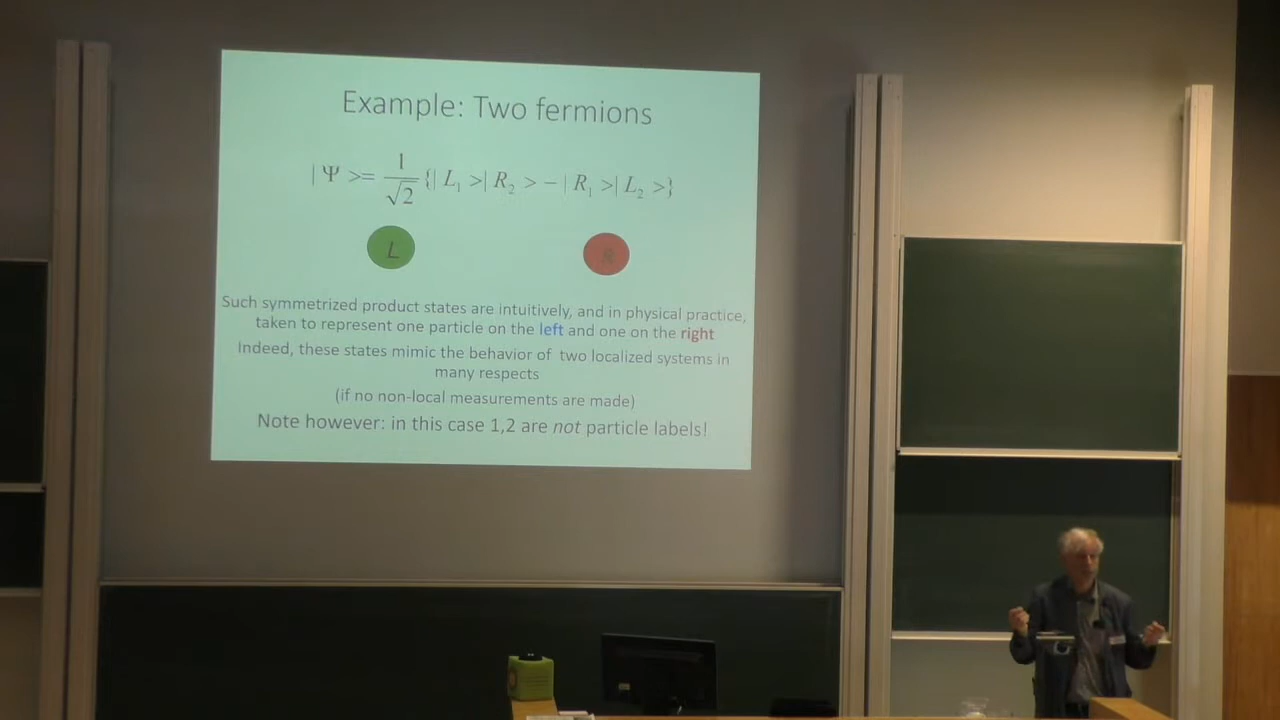 Example: Two fermions
| Ψ >= 1/√2 {| L₁ >| R₂ > − | R₁ >| L₂ >}
L R
Such symmetrized product states are intuitively, and in physical practice,
taken to represent one particle on the left and one on the right
Indeed, these states mimic the behavior of two localized systems in
many respects
(if no non-local measurements are made)
Note however: in this case 1,2 are not particle labels!